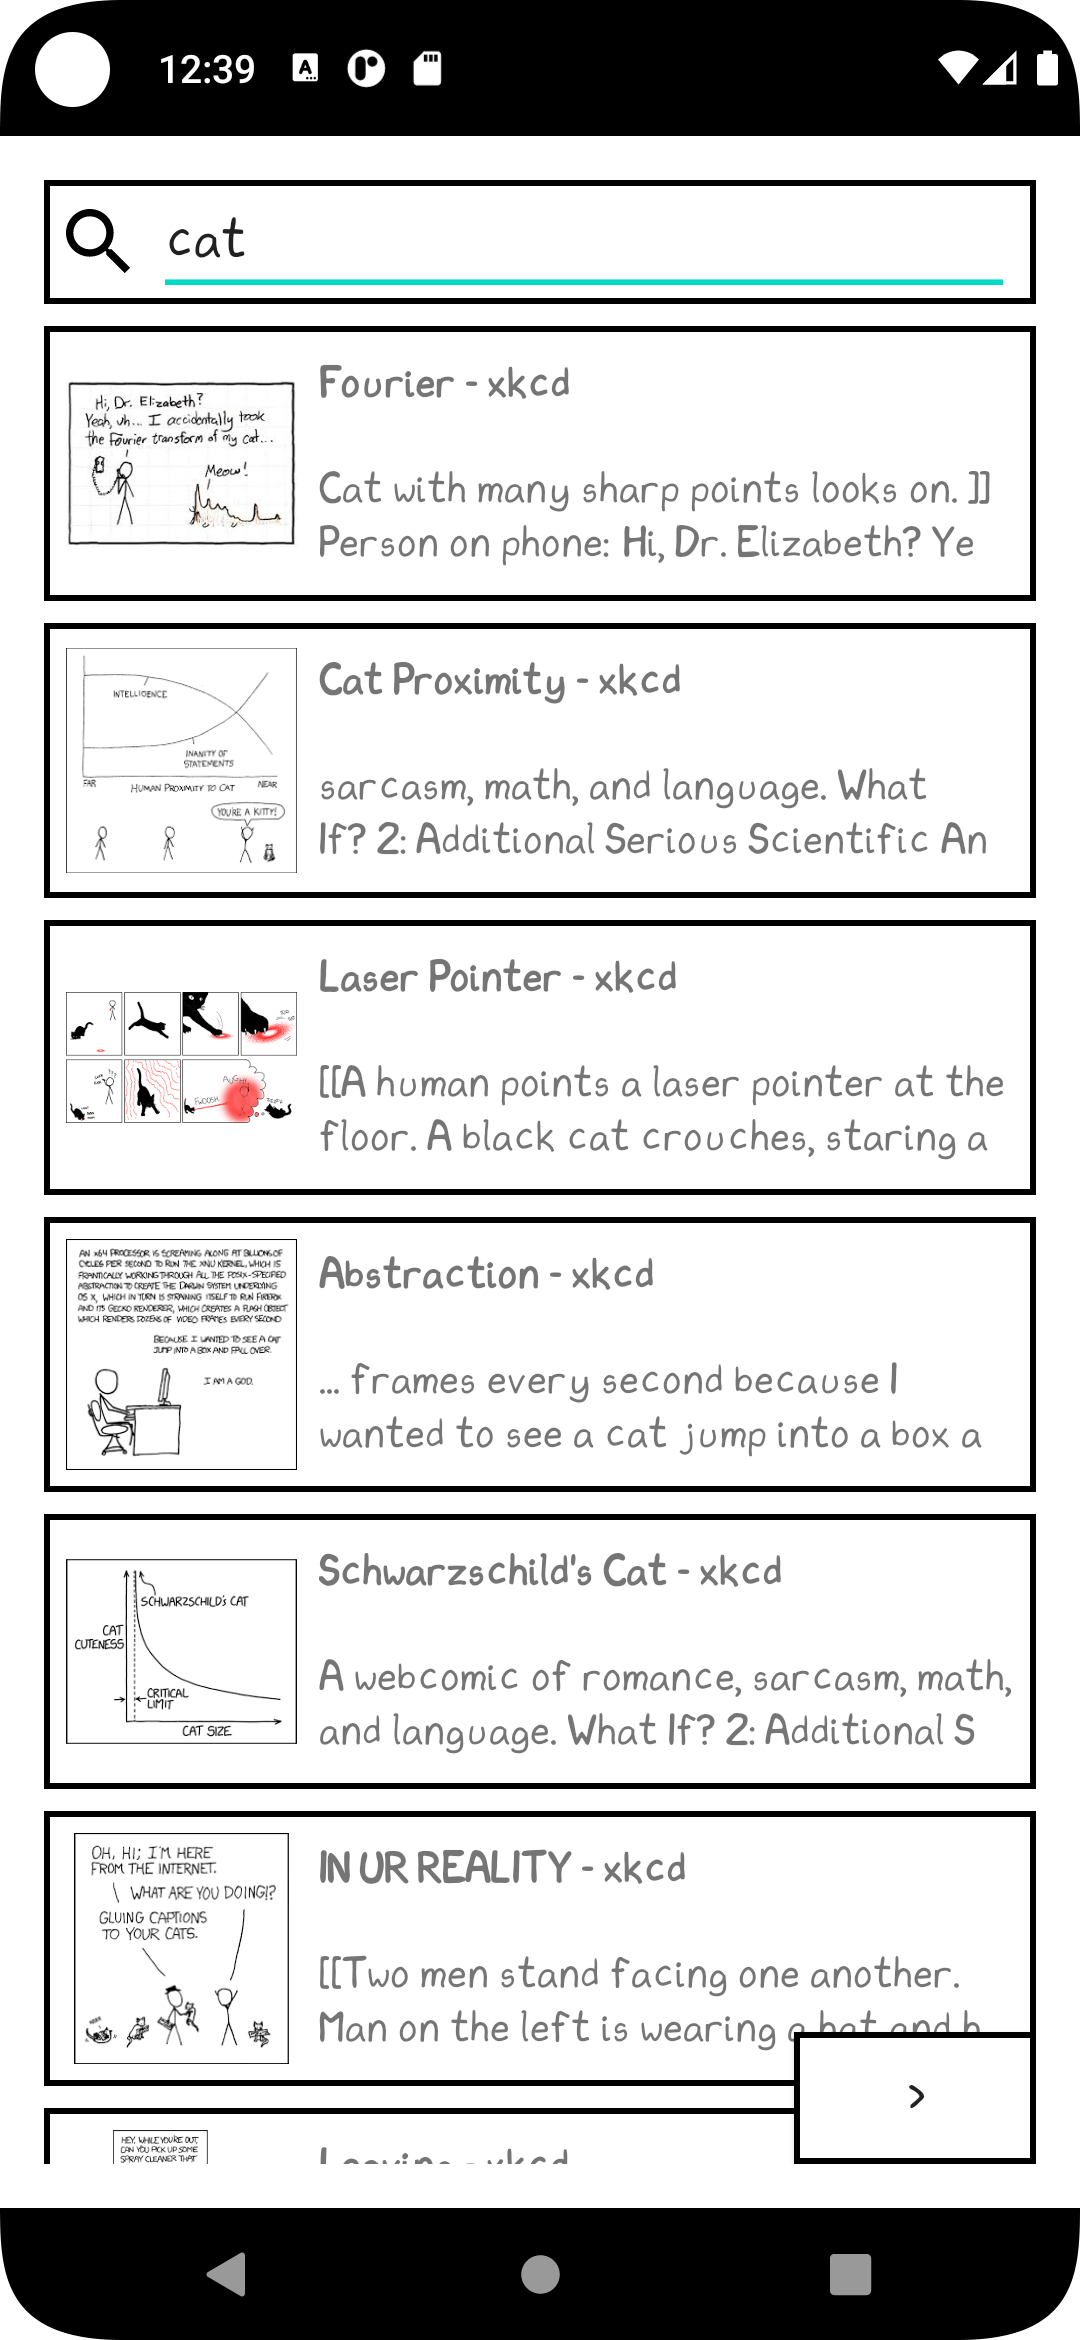 12:39
cat
Fourier - xkcd
Hi, Dr. Elizabeth?
Yeah, uh... I accidentally took
the Fourier transform of my cat...
Meow!
Cat with many sharp points looks on. ]]
Person on phone: Hi, Dr. Elizabeth? Ye
Cat Proximity - xkcd
INTELLIGENCE
INANITY OF
STATEMENTS
FAR
HUMAN PROXIMITY TO CAT
NEAR
YOU'RE A KITTY!
sarcasm, math, and language. What
If? 2: Additional Serious Scientific An
Laser Pointer - xkcd
FWOOSH
[[A human points a laser pointer at the
floor. A black cat crouches, staring a
Abstraction - xkcd
AN x64 PROCESSOR IS SCREAMING ALONG AT BILLIONS OF
CYCLES PER SECOND TO RUN THE XNU KERNEL, WHICH IS
FRANTICALLY WORKING THROUGH ALL THE POSIX-SPECIFIED
ABSTRACTION TO CREATE THE DARWIN SYSTEM UNDERLYING
OS X, WHICH IN TURN IS STRAINING ITSELF TO RUN FIREFOX
AND ITS GECKO RENDERER, WHICH CREATES A FLASH OBJECT
WHICH RENDERS DOZENS OF VIDEO FRAMES EVERY SECOND
BECAUSE I WANTED TO SEE A CAT
JUMP INTO A BOX AND FALL OVER.
I AM A GOD.
... frames every second because I
wanted to see a cat jump into a box a
Schwarzschild's Cat - xkcd
SCHWARZSCHILD'S CAT
CAT
CUTENESS
CRITICAL
LIMIT
CAT SIZE
A webcomic of romance, sarcasm, math,
and language. What If? 2: Additional S
IN UR REALITY - xkcd
OH, HI; I'M HERE
FROM THE INTERNET.
WHAT ARE YOU DOING!?
GLUING CAPTIONS
TO YOUR CATS.
[[Two men stand facing one another.
Man on the left is wearing a hat and h
>
HEY, WHILE YOU'RE OUT,
CAN YOU PICK UP SOME
SPRAY CLEANER THAT
Leaving - xkcd